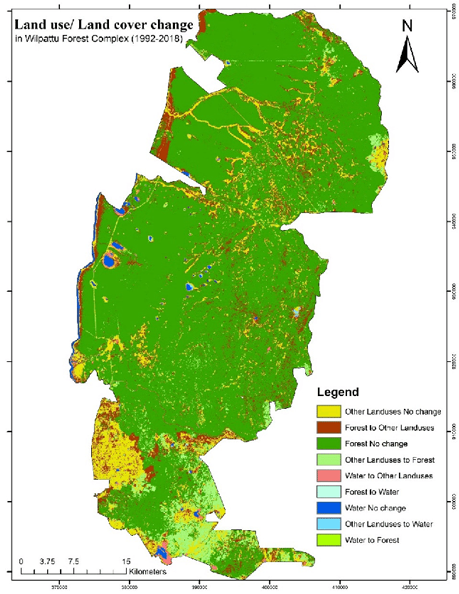 Land use/ Land cover change
in Wilpattu Forest Complex (1992-2018)
N
Legend
Other Landuses No change
Forest to Other Landuses
Forest No change
Other Landuses to Forest
Water to Other Landuses
Forest to Water
Water No change
Other Landuses to Water
Water to Forest
0 3.75 7.5 15
Kilometers
370000 380000 390000 400000 410000 420000